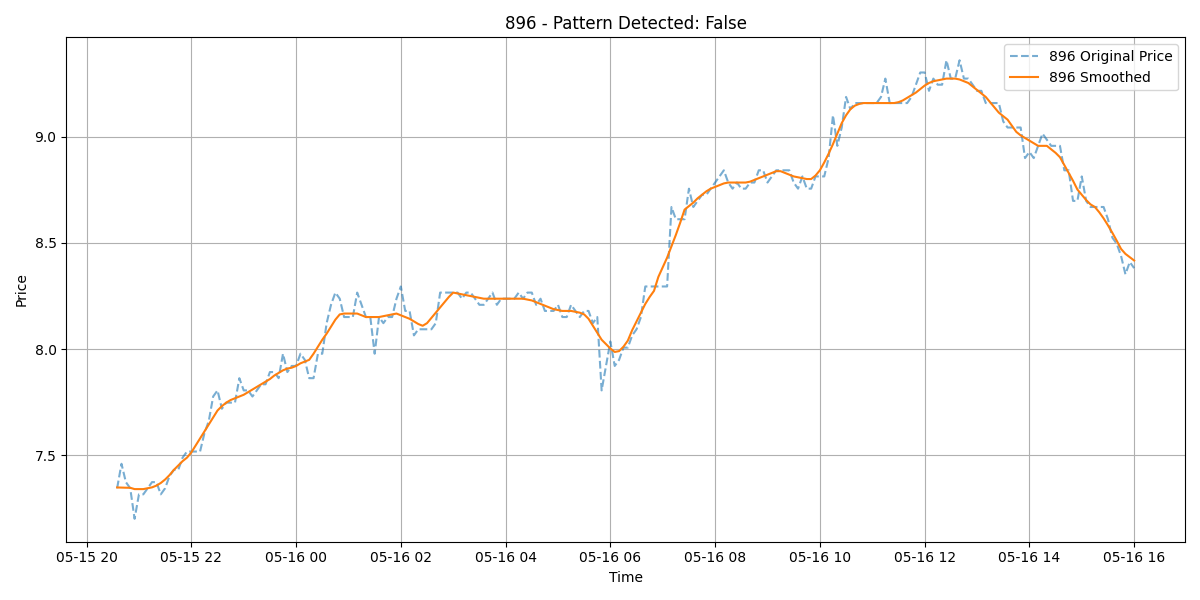 896 - Pattern Detected: False
896 Original Price
896 Smoothed
Price
9.0
8.5
8.0
7.5
05-15 20 05-15 22 05-16 00 05-16 02 05-16 04 05-16 06 05-16 08 05-16 10 05-16 12 05-16 14 05-16 16
Time